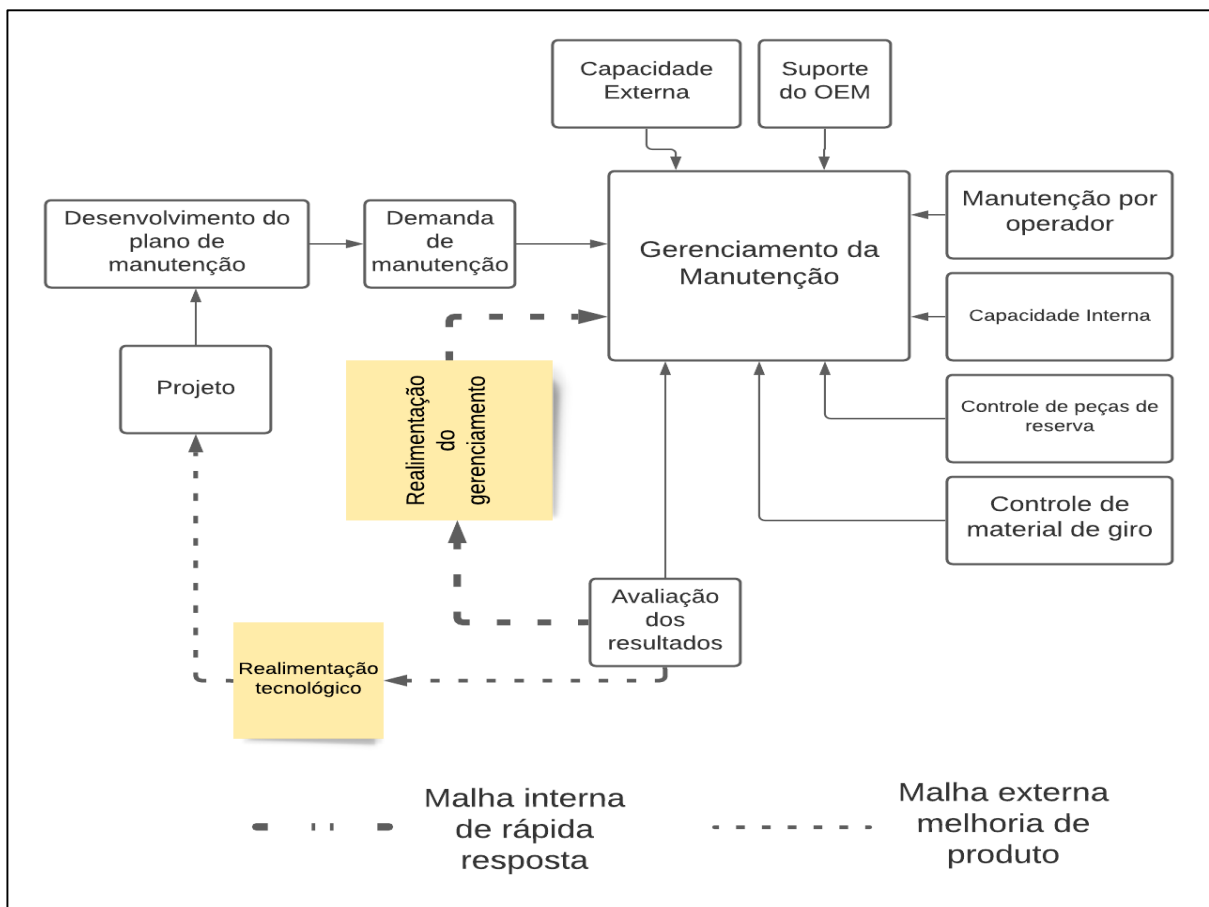 Capacidade
Externa
Suporte
do OEM
Desenvolvimento do
plano de
manutenção
Demanda
de
manutenção
Gerenciamento da
Manutenção
Manutenção por
operador
Capacidade Interna
Projeto
Realimentação
do
gerenciamento
Controle de peças de
reserva
Controle de
material de giro
Avaliação
dos
resultados
Realimentação
tecnológico
Malha interna
de rápida
resposta
Malha externa
melhoria de
produto